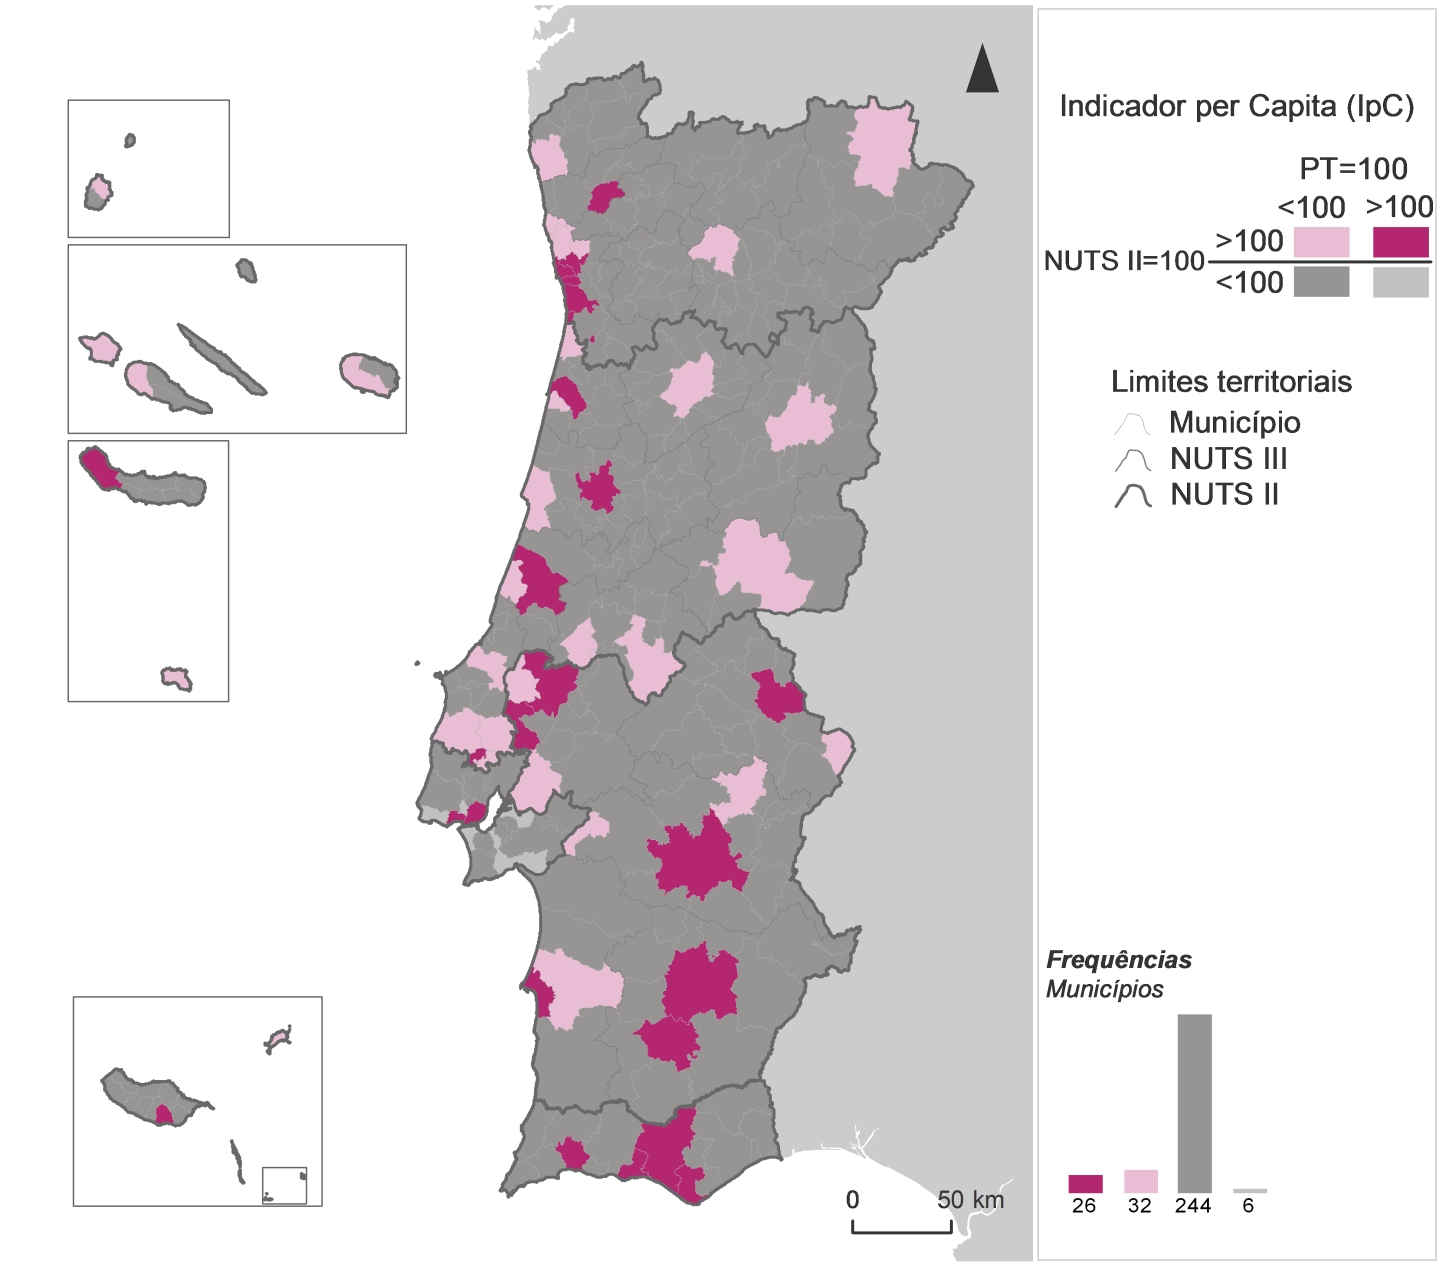 Indicador per Capita (IpC)
PT=100
<100 >100
>100
NUTS II=100
<100
Limites territoriais
Município
NUTS III
NUTS II
Frequências
Municípios
26 32 244 6
0 50 km